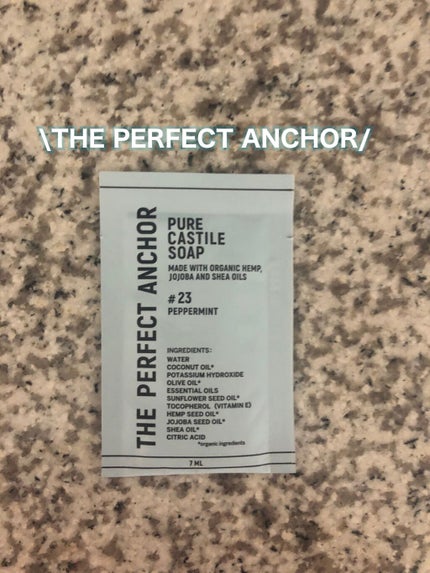 \THE PERFECT ANCHOR/
THE PERFECT ANCHOR
PURE
CASTILE
SOAP
MADE WITH ORGANIC HEMP,
JOJOBA AND SHEA OILS
#23
PEPPERMINT
INGREDIENTS:
WATER
COCONUT OIL*
POTASSIUM HYDROXIDE
OLIVE OIL*
ESSENTIAL OILS
SUNFLOWER SEED OIL*
TOCOPHEROL (VITAMIN E)
HEMP SEED OIL*
JOJOBA SEED OIL*
SHEA OIL*
CITRIC ACID
*organic ingredients
7 ML